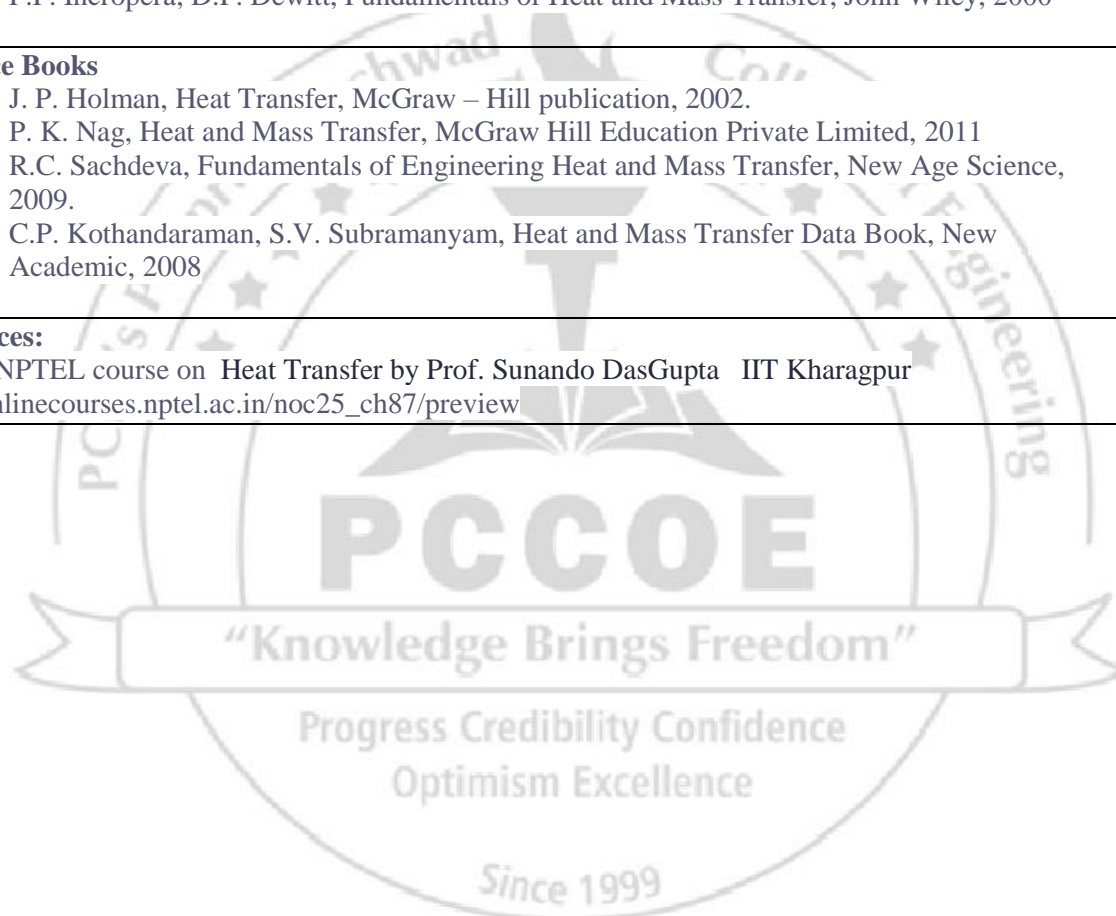 F.P. Incropera, D.P. Dewitt, Fundamentals of Heat and Mass Transfer, John Wiley, 2006
ce Books
J. P. Holman, Heat Transfer, McGraw – Hill publication, 2002.
P. K. Nag, Heat and Mass Transfer, McGraw Hill Education Private Limited, 2011
R.C. Sachdeva, Fundamentals of Engineering Heat and Mass Transfer, New Age Science,
2009.
C.P. Kothandaraman, S.V. Subramanyam, Heat and Mass Transfer Data Book, New
Academic, 2008
ces:
NPTEL course on Heat Transfer by Prof. Sunando DasGupta IIT Kharagpur
nlinecourses.nptel.ac.in/noc25_ch87/preview
Engineering
PCCOE
“Knowledge Brings Freedom”
Progress Credibility Confidence
Optimism Excellence
Since 1999